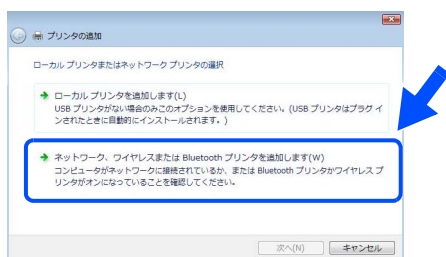 プリンタの追加
ローカル プリンタまたはネットワーク プリンタの選択
ローカル プリンタを追加します(L)
USB プリンタがない場合のみこのオプションを使用してください。(USB プリンタはプラグ イ
ンされたときに自動的にインストールされます。)
ネットワーク、ワイヤレスまたは Bluetooth プリンタを追加します(W)
コンピュータがネットワークに接続されているか、または Bluetooth プリンタかワイヤレス プ
リンタがオンになっていることを確認してください。
次へ(N) キャンセル